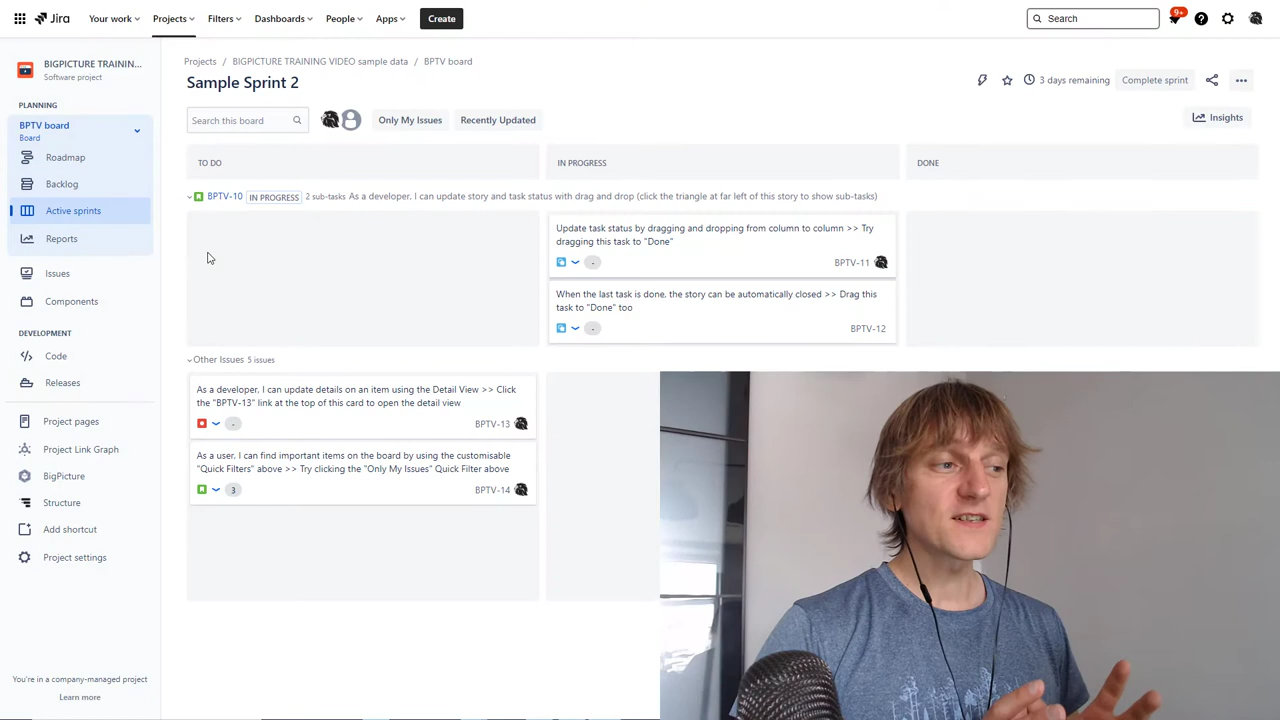 Jira
Your work
Projects
Filters
Dashboards
People
Apps
Create
Search
9+
BIGPICTURE TRAININ...
Software project
PLANNING
BPTV board
Board
Roadmap
Backlog
Active sprints
Reports
Issues
Components
DEVELOPMENT
Code
Releases
Project pages
Project Link Graph
BigPicture
Structure
Add shortcut
Project settings
You're in a company-managed project
Learn more
Projects / BIGPICTURE TRAINING VIDEO sample data / BPTV board
Sample Sprint 2
3 days remaining
Complete sprint
Search this board
Only My Issues
Recently Updated
Insights
TO DO
IN PROGRESS
DONE
BPTV-10 IN PROGRESS 2 sub-tasks As a developer, I can update story and task status with drag and drop (click the triangle at far left of this story to show sub-tasks)
Update task status by dragging and dropping from column to column >> Try
dragging this task to "Done"
-
BPTV-11
When the last task is done, the story can be automatically closed >> Drag this
task to "Done" too
-
BPTV-12
Other Issues 5 issues
As a developer, I can update details on an item using the Detail View >> Click
the "BPTV-13" link at the top of this card to open the detail view
-
BPTV-13
As a user, I can find important items on the board by using the customisable
"Quick Filters" above >> Try clicking the "Only My Issues" Quick Filter above
3
BPTV-14